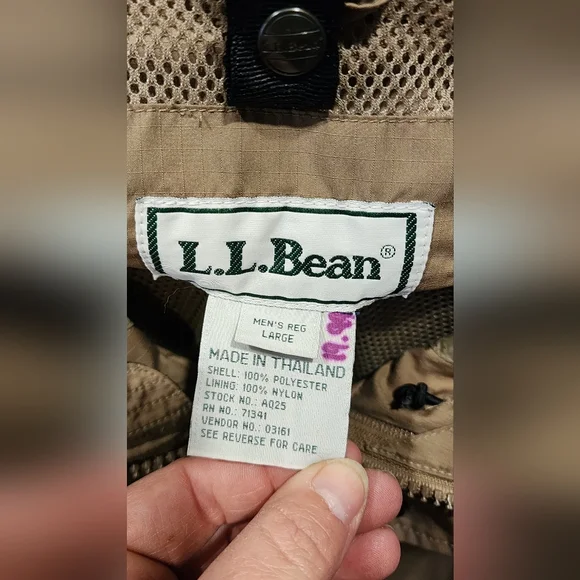 L.L.Bean®
MEN'S REG
LARGE
MADE IN THAILAND
SHELL: 100% POLYESTER
LINING: 100% NYLON
STOCK NO.: AQ25
RN NO.: 71341
VENDOR NO.: 03161
SEE REVERSE FOR CARE